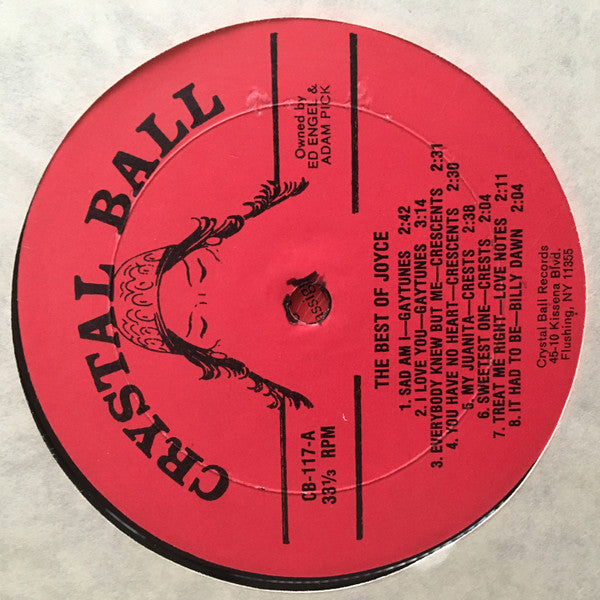 CRYSTAL BALL
Owned by
ED ENGEL &
ADAM PICK
CB-117-A
33⅓ RPM
THE BEST OF JOYCE
1. SAD AM I—GAYTUNES 2:42
2. I LOVE YOU—GAYTUNES 3:14
3. EVERYBODY KNEW BUT ME—CRESCENTS 2:31
4. YOU HAVE NO HEART—CRESCENTS 2:30
5. MY JUANITA—CRESTS 2:38
6. SWEETEST ONE—CRESTS 2:04
7. TREAT ME RIGHT—LOVE NOTES 2:11
8. IT HAD TO BE—BILLY DAWN 2:04
Crystal Ball Records
45-10 Kissena Blvd.
Flushing, NY 11355